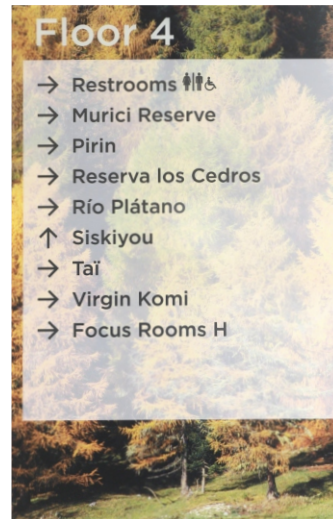 Floor 4
→ Restrooms
→ Murici Reserve
→ Pirin
→ Reserva los Cedros
→ Río Plátano
↑ Siskiyou
→ Taï
→ Virgin Komi
→ Focus Rooms H